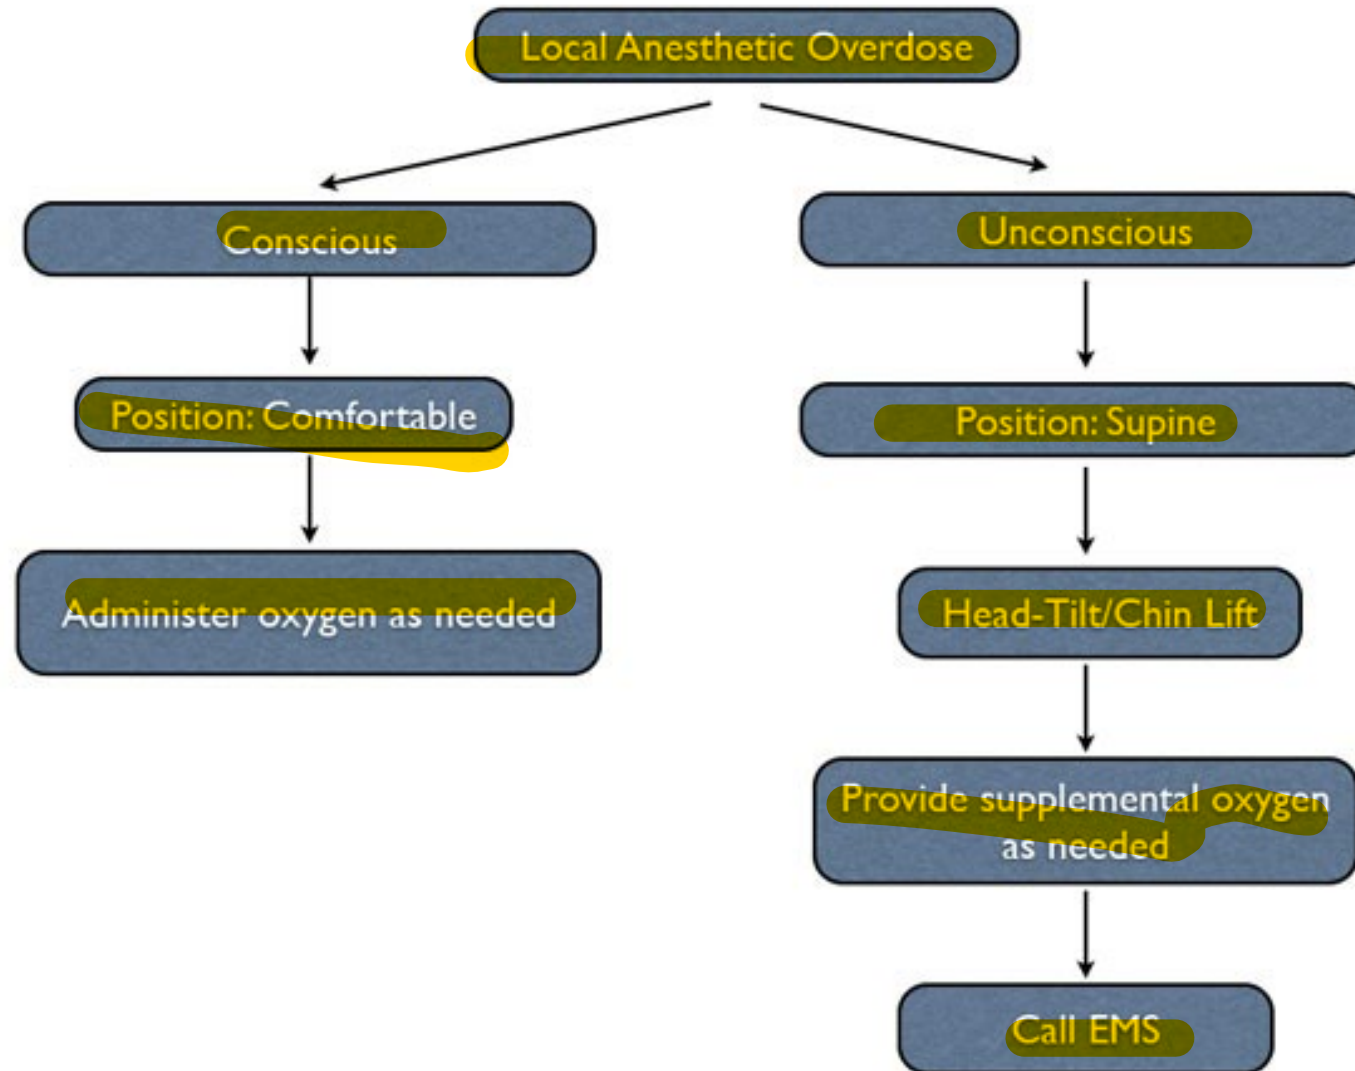 Local Anesthetic Overdose
Conscious
Position: Comfortable
Administer oxygen as needed
Unconscious
Position: Supine
Head-Tilt/Chin Lift
Provide supplemental oxygen
as needed
Call EMS